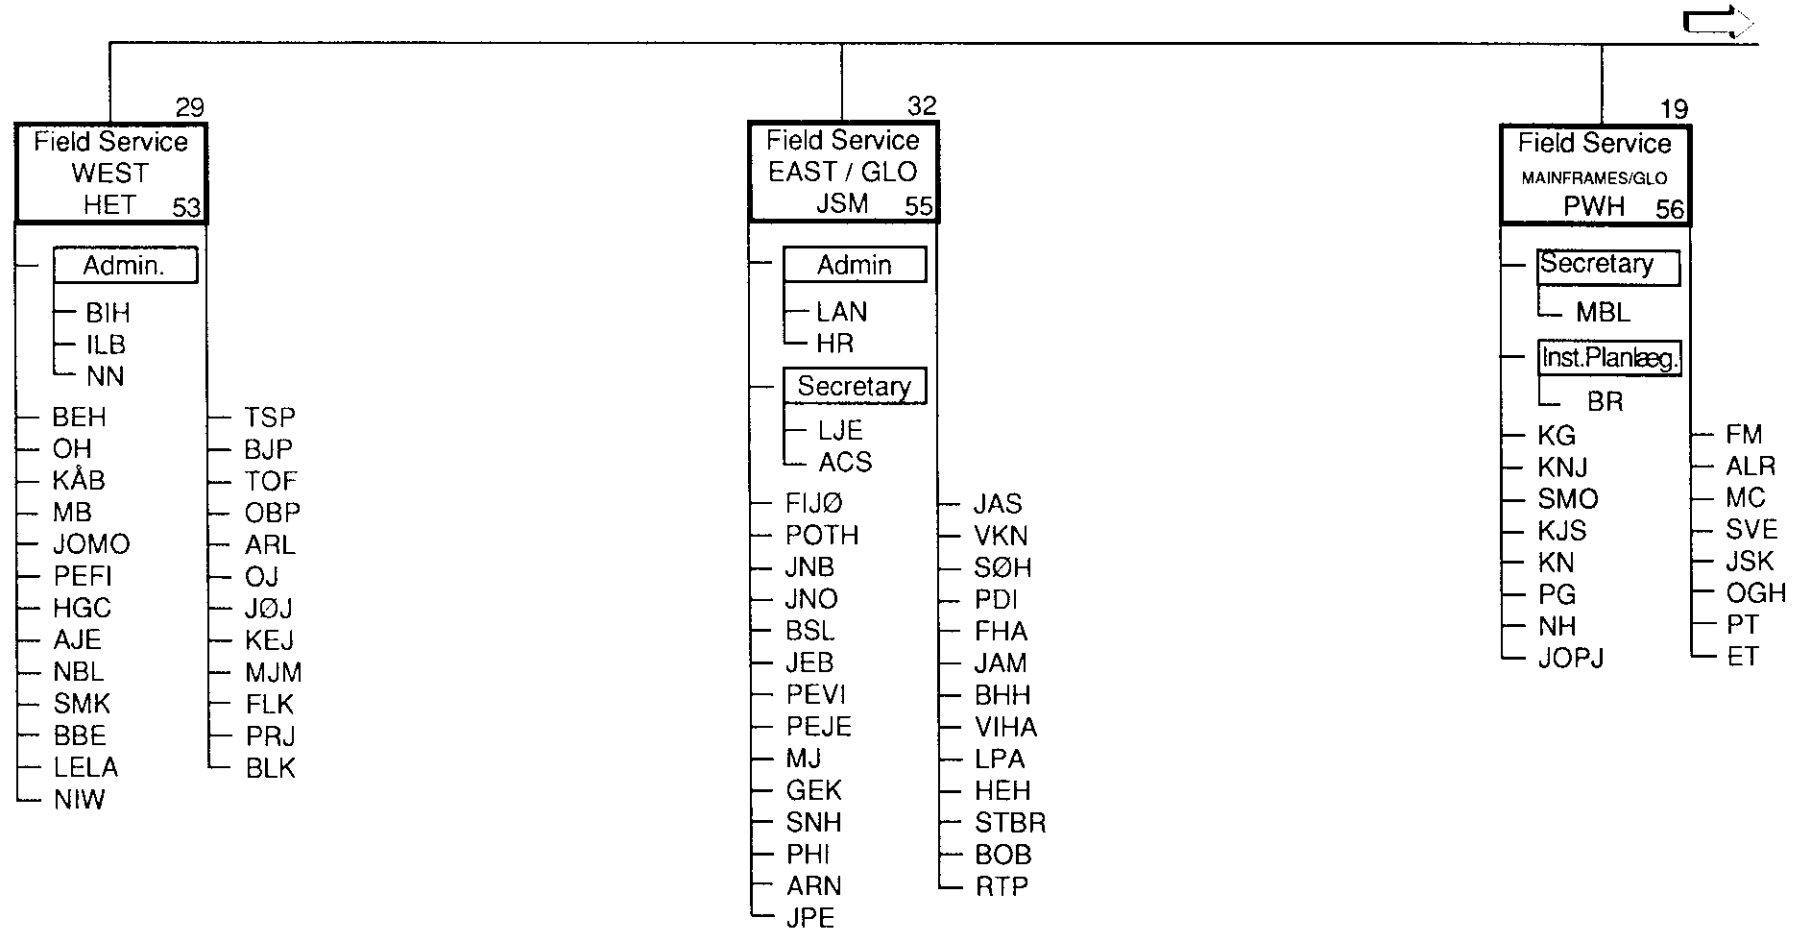 29
Field Service
WEST
HET 53
Admin.
BIH
ILB
NN
BEH
OH
KÅB
MB
JOMO
PEFI
HGC
AJE
NBL
SMK
BBE
LELA
NIW
TSP
BJP
TOF
OBP
ARL
OJ
JØJ
KEJ
MJM
FLK
PRJ
BLK
32
Field Service
EAST / GLO
JSM 55
Admin
LAN
HR
Secretary
LJE
ACS
FIJØ
POTH
JNB
JNO
BSL
JEB
PEVI
PEJE
MJ
GEK
SNH
PHI
ARN
JPE
JAS
VKN
SØH
PDI
FHA
JAM
BHH
VIHA
LPA
HEH
STBR
BOB
RTP
19
Field Service
MAINFRAMES/GLO
PWH 56
Secretary
MBL
Inst.Planlæg.
BR
KG
KNJ
SMO
KJS
KN
PG
NH
JOPJ
FM
ALR
MC
SVE
JSK
OGH
PT
ET